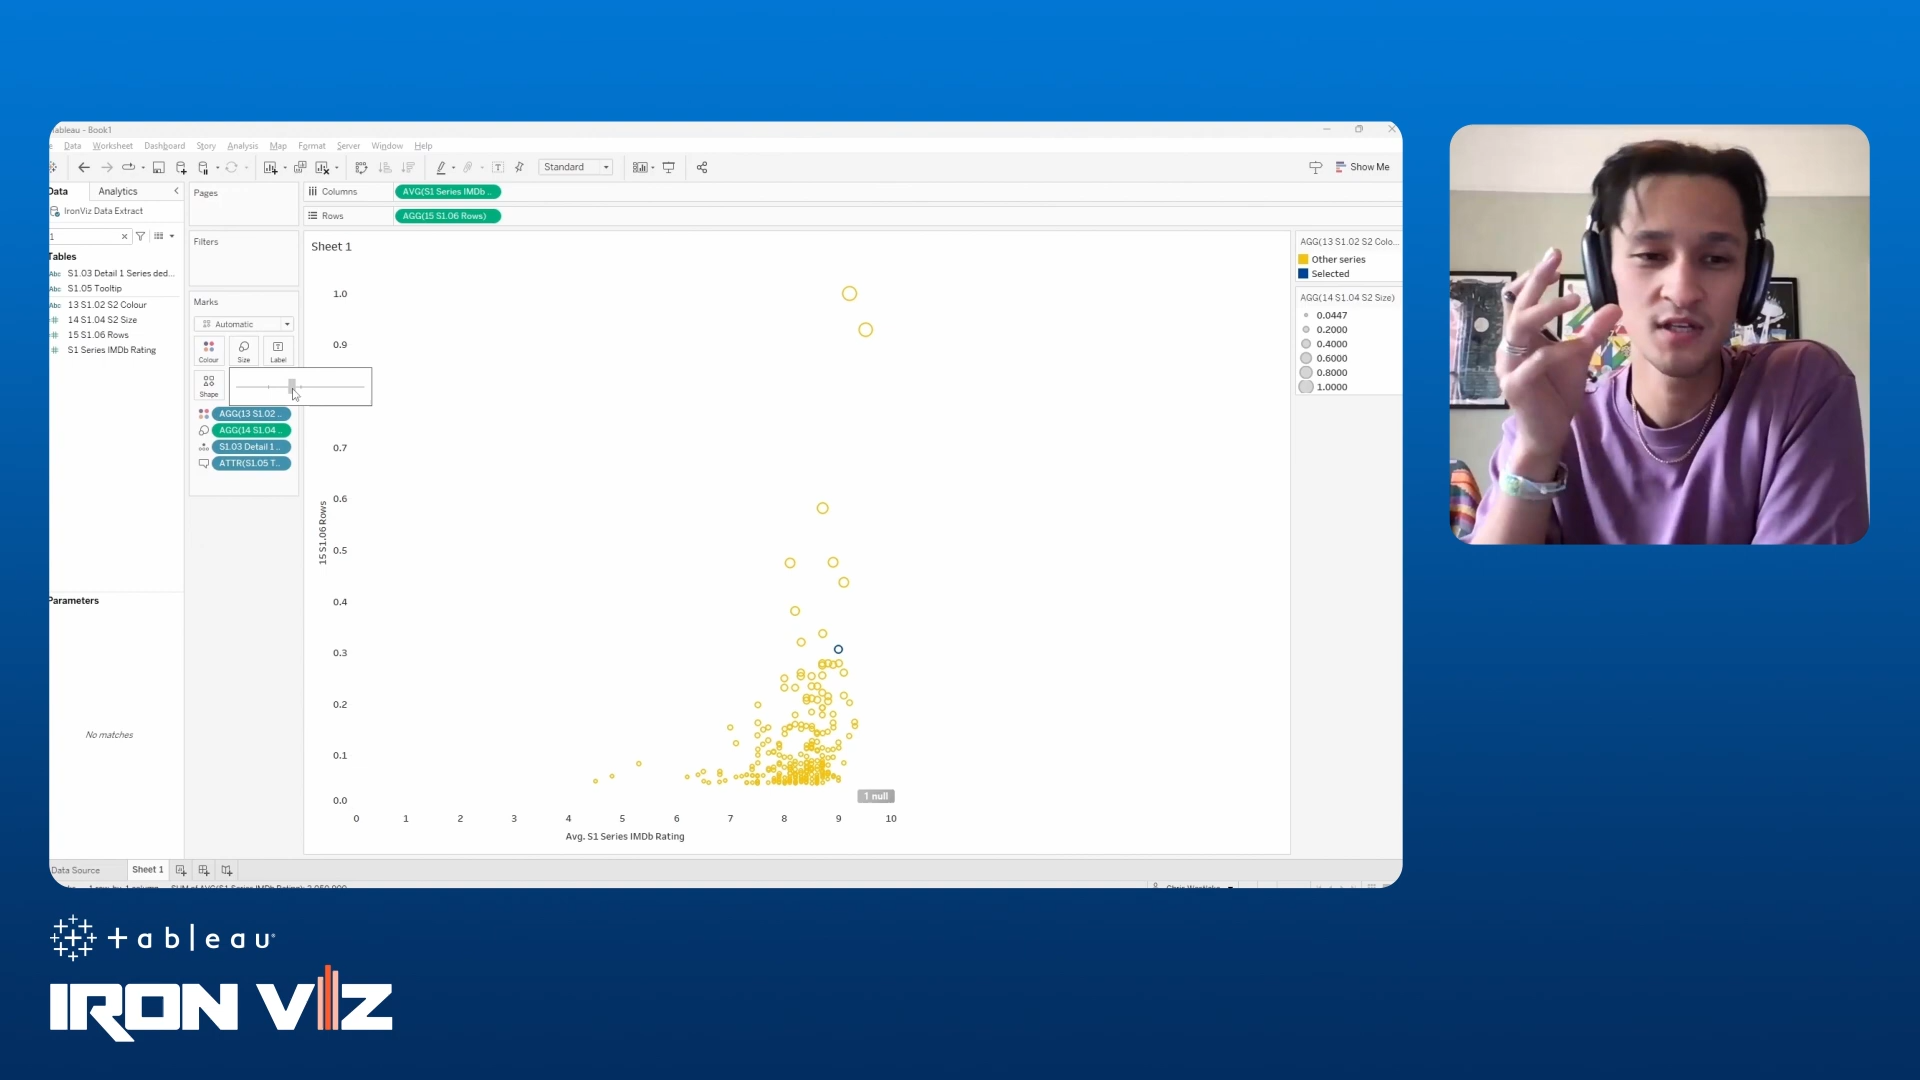 ableau - Book1
Data Worksheet Dashboard Story Analysis Map Format Server Window Help
Standard
Show Me
Data
Analytics
Pages
Columns
AVG(S1 Series IMDb ..
IronViz Data Extract
Rows
AGG(15 S1.06 Rows)
1
Filters
Sheet 1
Tables
Abc S1.03 Detail 1 Series ded...
Abc S1.05 Tooltip
Abc 13 S1.02 S2 Colour
14 S1.04 S2 Size
15 S1.06 Rows
S1 Series IMDb Rating
Marks
Automatic
Colour
Size
Label
Shape
AGG(13 S1.02 ..
AGG(14 S1.04 ..
S1.03 Detail 1 ..
ATTR(S1.05 T..
Parameters
No matches
1.0
0.9
0.7
0.6
0.5
0.4
0.3
0.2
0.1
0.0
15 S1.06 Rows
1 null
0 1 2 3 4 5 6 7 8 9 10
Avg. S1 Series IMDb Rating
AGG(13 S1.02 S2 Colo...
Other series
Selected
AGG(14 S1.04 S2 Size)
0.0447
0.2000
0.4000
0.6000
0.8000
1.0000
Data Source
Sheet 1
+ableau
IRON VIZ